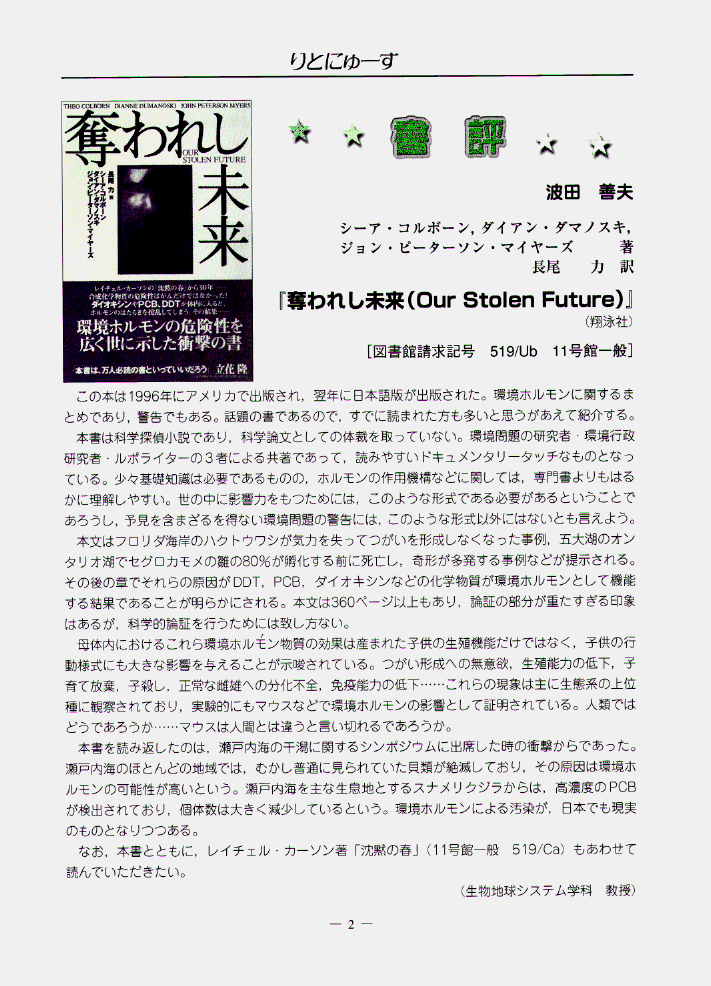 りとにゅーす
THEO COLBORN DIANNE DUMANOSKI JOHN PETERSON MYERS
奪われし
OUR
STOLEN FUTURE
未来
シーア・コルボーン
ダイアン・ダマノスキ
ジョン・ピーターソン・マイヤーズ
長尾 力 訳
レイチェル・カーソンの「沈黙の春」から30年……
合成化学物質の危険性はがんだけではなかった!
ダイオキシンやPCB、DDTが体内に入ると、
ホルモンのはたらきを撹乱してしまう。その結果……
環境ホルモンの危険性を
広く世に示した衝撃の書
本書は、万人必読の書といっていいだろう 立花 隆
書評
波田 善夫
シーア・コルボーン, ダイアン・ダマノスキ,
ジョン・ピーターソン・マイヤーズ 著
長尾 力 訳
『奪われし未来(Our Stolen Future)』
(翔泳社)
[図書館請求記号 519/Ub 11号館一般]
この本は1996年にアメリカで出版され,翌年に日本語版が出版された。環境ホルモンに関するま
とめであり,警告でもある。話題の書であるので,すでに読まれた方も多いと思うがあえて紹介する。
本書は科学探偵小説であり,科学論文としての体裁を取っていない。環境問題の研究者・環境行政
研究者・ルポライターの3者による共著であって,読みやすいドキュメンタリータッチなものとなっ
ている。少々基礎知識は必要であるものの,ホルモンの作用機構などに関しては,専門書よりもはる
かに理解しやすい。世の中に影響力をもつためには,このような形式である必要があるということで
あろうし,予見を含まざるを得ない環境問題の警告には,このような形式以外にはないとも言えよう。
本文はフロリダ海岸のハクトウワシが気力を失ってつがいを形成しなくなった事例,五大湖のオン
タリオ湖でセグロカモメの雛の80%が孵化する前に死亡し,奇形が多発する事例などが提示される。
その後の章でそれらの原因がDDT,PCB,ダイオキシンなどの化学物質が環境ホルモンとして機能
する結果であることが明らかにされる。本文は360ページ以上もあり,論証の部分が重たすぎる印象
はあるが,科学的論証を行うためには致し方ない。
母体内におけるこれら環境ホルモン物質の効果は産まれた子供の生殖機能だけではなく,子供の行
動様式にも大きな影響を与えることが示唆されている。つがい形成への無意欲,生殖能力の低下,子
育て放棄,子殺し,正常な雌雄への分化不全,免疫能力の低下……これらの現象は主に生態系の上位
種に観察されており,実験的にもマウスなどで環境ホルモンの影響として証明されている。人類では
どうであろうか……マウスは人間とは違うと言い切れるであろうか。
本書を読み返したのは,瀬戸内海の干潟に関するシンポジウムに出席した時の衝撃からであった。
瀬戸内海のほとんどの地域では,むかし普通に見られていた貝類が絶滅しており,その原因は環境ホ
ルモンの可能性が高いという。瀬戸内海を主な生息地とするスナメリクジラからは,高濃度のPCB
が検出されており,個体数は大きく減少しているという。環境ホルモンによる汚染が,日本でも現実
のものとなりつつある。
なお,本書とともに,レイチェル・カーソン著「沈黙の春」(11号館一般 519/Ca)もあわせて
読んでいただきたい。
(生物地球システム学科 教授)
— 2 —